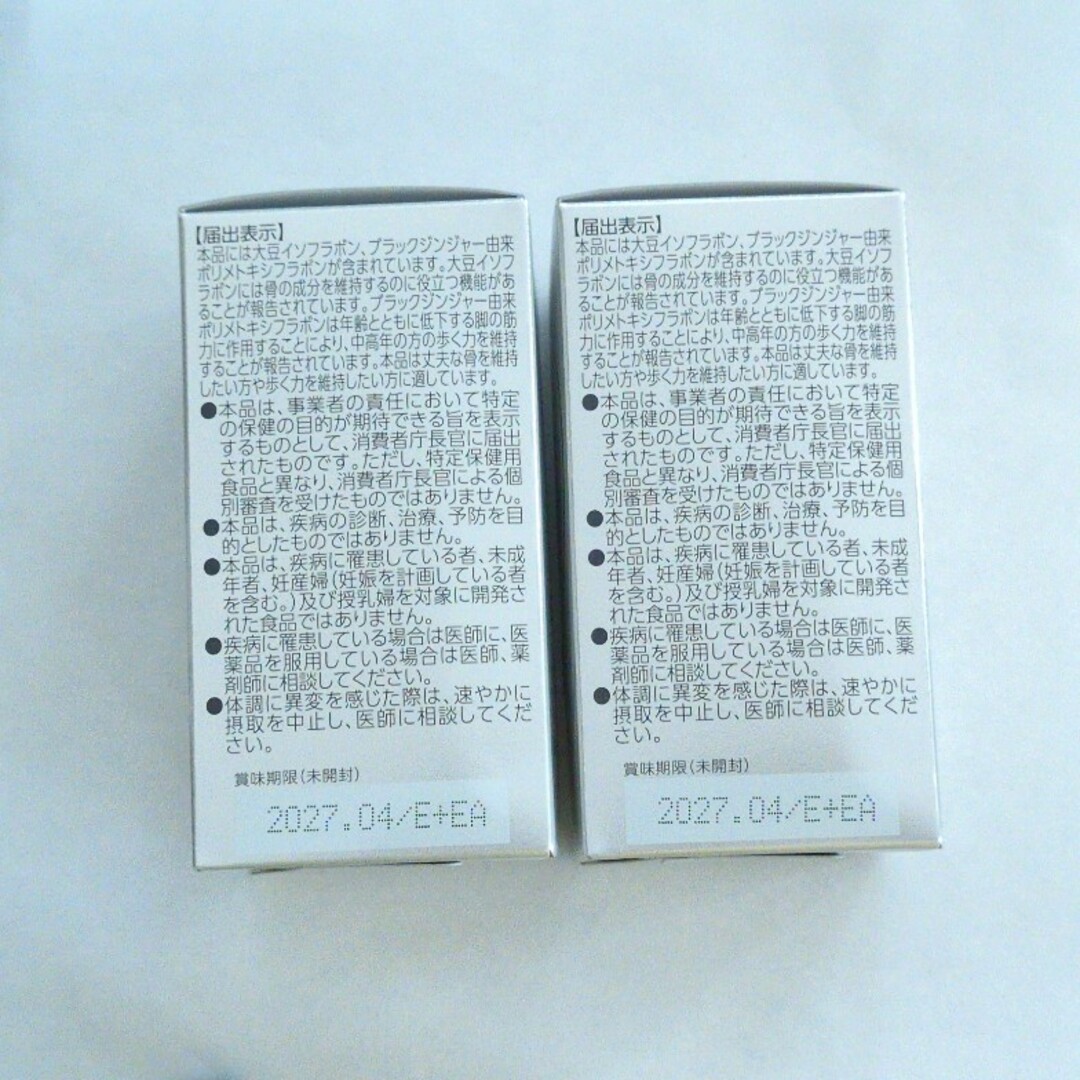 【届出表示】
本品には大豆イソフラボン、ブラックジンジャー由来
ポリメトキシフラボンが含まれています。大豆イソフ
ラボンには骨の成分を維持するのに役立つ機能があ
ることが報告されています。ブラックジンジャー由来
ポリメトキシフラボンは年齢とともに低下する脚の筋
力に作用することにより、中高年の方の歩く力を維持
することが報告されています。本品は丈夫な骨を維持
したい方や歩く力を維持したい方に適しています。
●本品は、事業者の責任において特定
の保健の目的が期待できる旨を表示
するものとして、消費者庁長官に届出
されたものです。ただし、特定保健用
食品と異なり、消費者庁長官による個
別審査を受けたものではありません。
●本品は、疾病の診断、治療、予防を目
的としたものではありません。
●本品は、疾病に罹患している者、未成
年者、妊産婦(妊娠を計画している者
を含む。)及び授乳婦を対象に開発さ
れた食品ではありません。
●疾病に罹患している場合は医師に、医
薬品を服用している場合は医師、薬
剤師に相談してください。
●体調に異変を感じた際は、速やかに
摂取を中止し、医師に相談してくだ
さい。
賞味期限(未開封)
2027.04/E+EA
【届出表示】
本品には大豆イソフラボン、ブラックジンジャー由来
ポリメトキシフラボンが含まれています。大豆イソフ
ラボンには骨の成分を維持するのに役立つ機能があ
ることが報告されています。ブラックジンジャー由来
ポリメトキシフラボンは年齢とともに低下する脚の筋
力に作用することにより、中高年の方の歩く力を維持
することが報告されています。本品は丈夫な骨を維持
したい方や歩く力を維持したい方に適しています。
●本品は、事業者の責任において特定
の保健の目的が期待できる旨を表示
するものとして、消費者庁長官に届出
されたものです。ただし、特定保健用
食品と異なり、消費者庁長官による個
別審査を受けたものではありません。
●本品は、疾病の診断、治療、予防を目
的としたものではありません。
●本品は、疾病に罹患している者、未成
年者、妊産婦(妊娠を計画している者
を含む。)及び授乳婦を対象に開発さ
れた食品ではありません。
●疾病に罹患している場合は医師に、医
薬品を服用している場合は医師、薬
剤師に相談してください。
●体調に異変を感じた際は、速やかに
摂取を中止し、医師に相談してくだ
さい。
賞味期限(未開封)
2027.04/E+EA